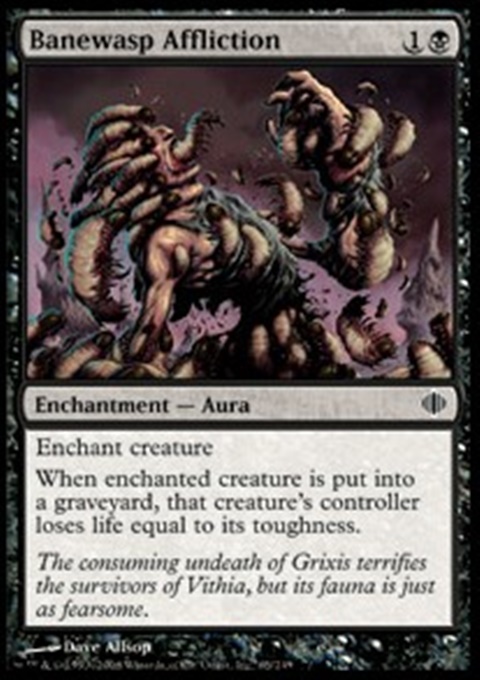 Banewasp Affliction 1
Enchantment — Aura
Enchant creature
When enchanted creature is put into
a graveyard, that creature's controller
loses life equal to its toughness.
The consuming undeath of Grixis terrifies
the survivors of Vithia, but its fauna is just
as fearsome.
Dave Allsop